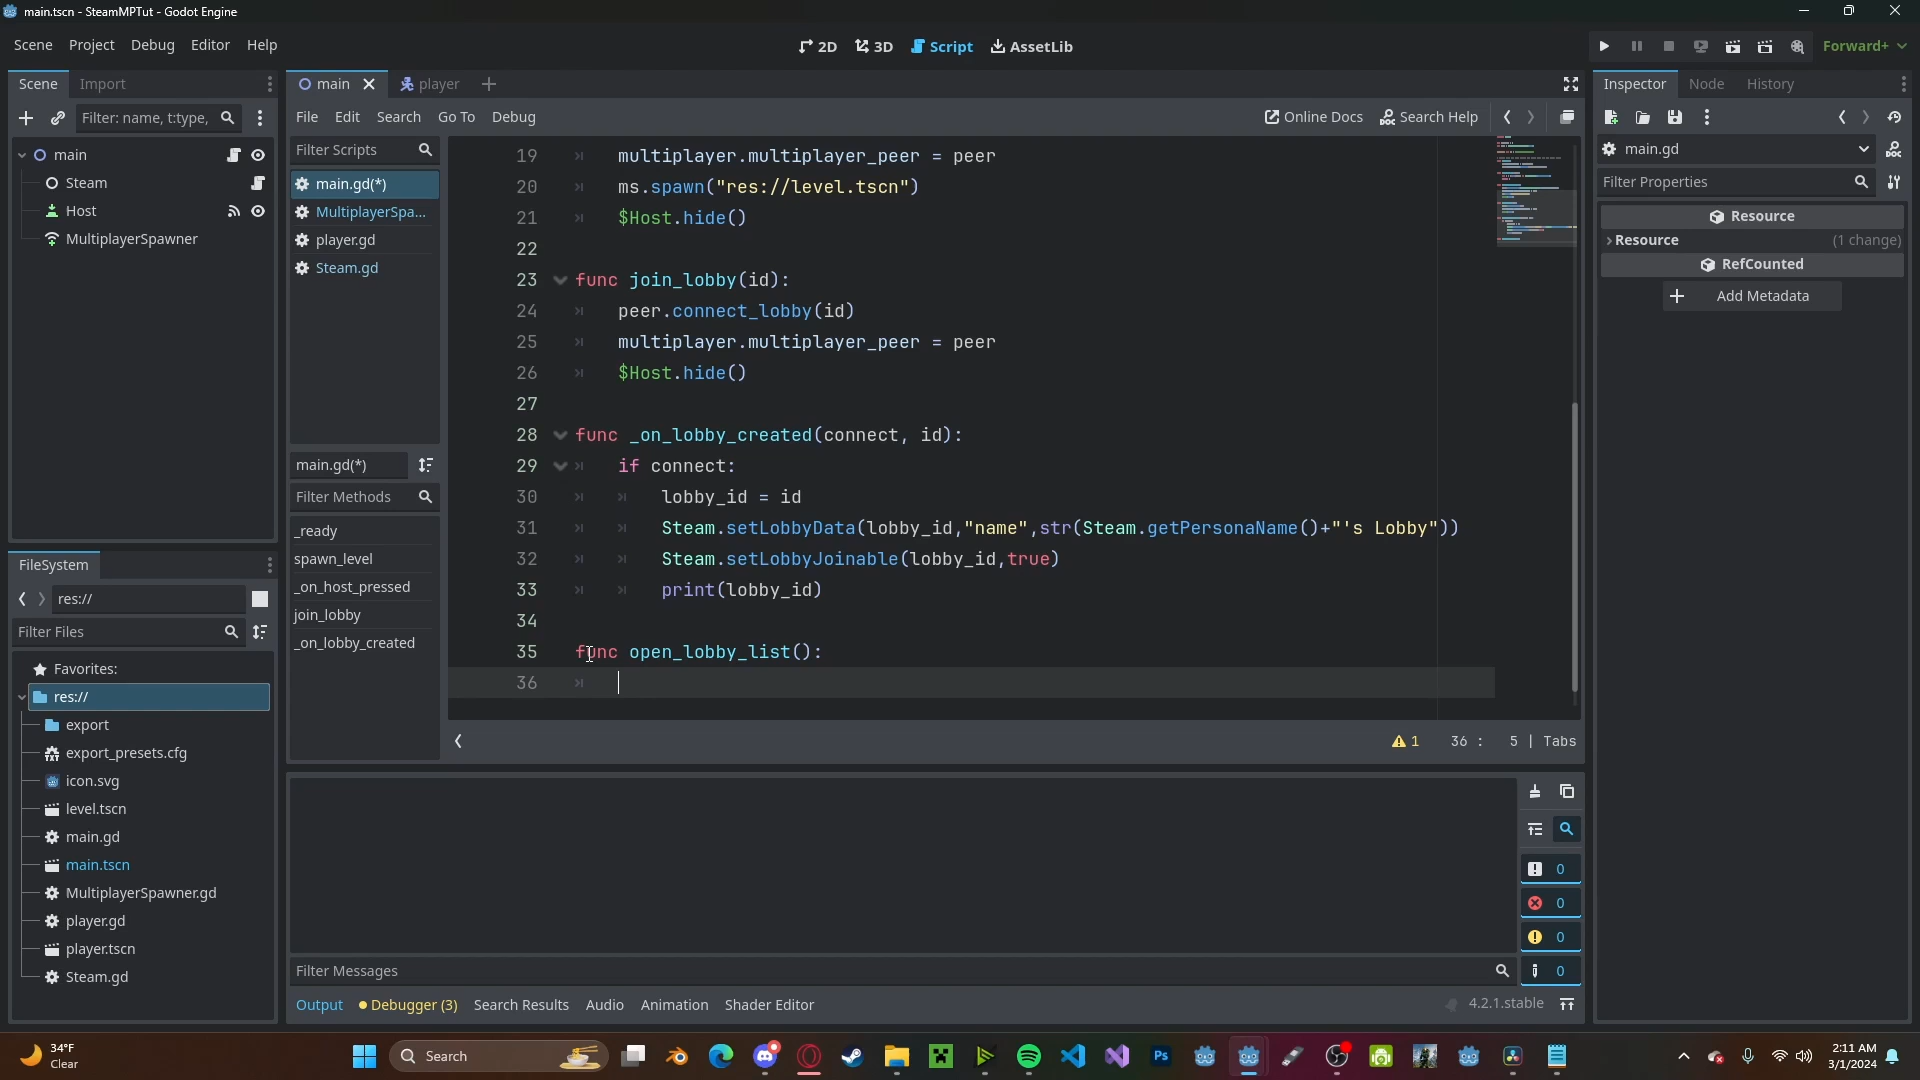 main.tscn - SteamMPTut - Godot Engine
Scene Project Debug Editor Help
2D 3D Script AssetLib
Forward+
Scene Import
main player
Inspector Node History
Filter: name, t:type,
File Edit Search Go To Debug
Online Docs Search Help
main
Steam
Host
MultiplayerSpawner
Filter Scripts
main.gd(*)
MultiplayerSpa...
player.gd
Steam.gd
main.gd(*)
Filter Methods
_ready
spawn_level
_on_host_pressed
join_lobby
_on_lobby_created
19 multiplayer.multiplayer_peer = peer
20 ms.spawn("res://level.tscn")
21 $Host.hide()
22
23 func join_lobby(id):
24 peer.connect_lobby(id)
25 multiplayer.multiplayer_peer = peer
26 $Host.hide()
27
28 func _on_lobby_created(connect, id):
29 if connect:
30 lobby_id = id
31 Steam.setLobbyData(lobby_id,"name",str(Steam.getPersonaName()+"'s Lobby"))
32 Steam.setLobbyJoinable(lobby_id,true)
33 print(lobby_id)
34
35 func open_lobby_list():
36
1 36 : 5 | Tabs
main.gd
Filter Properties
Resource
Resource (1 change)
RefCounted
Add Metadata
FileSystem
res://
Filter Files
Favorites:
res://
export
export_presets.cfg
icon.svg
level.tscn
main.gd
main.tscn
MultiplayerSpawner.gd
player.gd
player.tscn
Steam.gd
0
0
0
0
Filter Messages
Output Debugger (3) Search Results Audio Animation Shader Editor
4.2.1.stable
34°F
Clear
Search
2:11 AM
3/1/2024